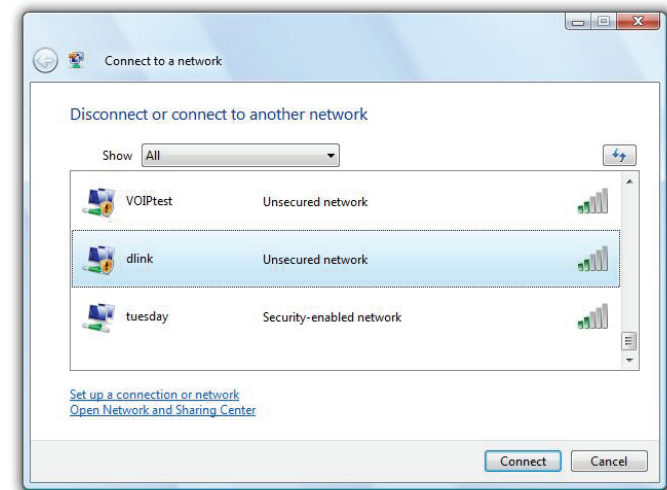 Connect to a network
Disconnect or connect to another network
Show All
VOIPtest Unsecured network
dlink Unsecured network
tuesday Security-enabled network
Set up a connection or network
Open Network and Sharing Center
Connect Cancel